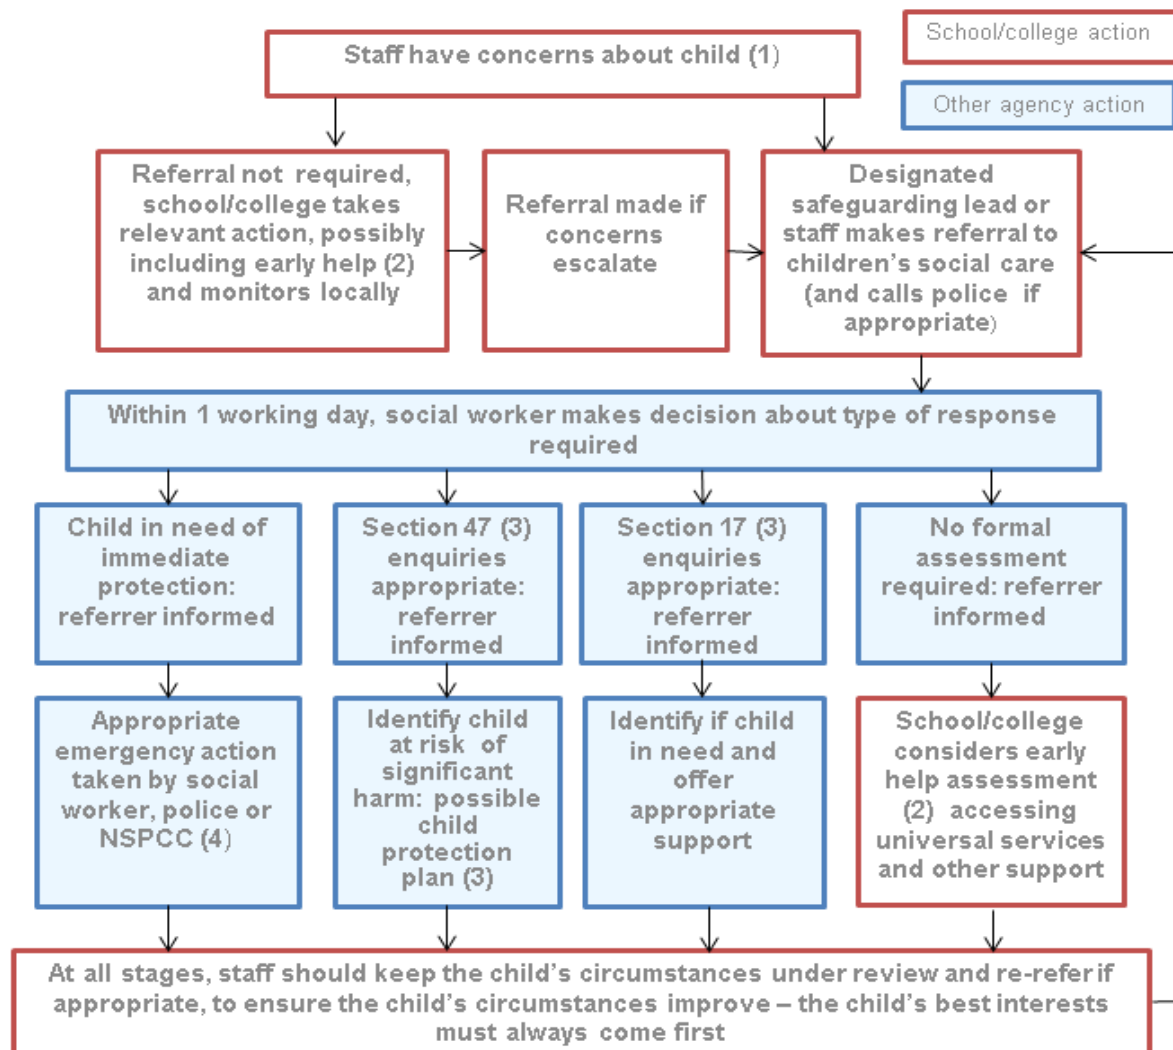 School/college action
Other agency action
Staff have concerns about child (1)
Referral not required,
school/college takes
relevant action, possibly
including early help (2)
and monitors locally
Referral made if
concerns
escalate
Designated
safeguarding lead or
staff makes referral to
children's social care
(and calls police if
appropriate)
Within 1 working day, social worker makes decision about type of response
required
Child in need of
immediate
protection:
referrer informed
Section 47 (3)
enquiries
appropriate:
referrer
informed
Section 17 (3)
enquiries
appropriate:
referrer
informed
No formal
assessment
required: referrer
informed
Appropriate
emergency action
taken by social
worker, police or
NSPCC (4)
Identify child
at risk of
significant
harm: possible
child
protection
plan (3)
Identify if child
in need and
offer
appropriate
support
School/college
considers early
help assessment
(2) accessing
universal services
and other support
At all stages, staff should keep the child's circumstances under review and re-refer if
appropriate, to ensure the child's circumstances improve – the child's best interests
must always come first